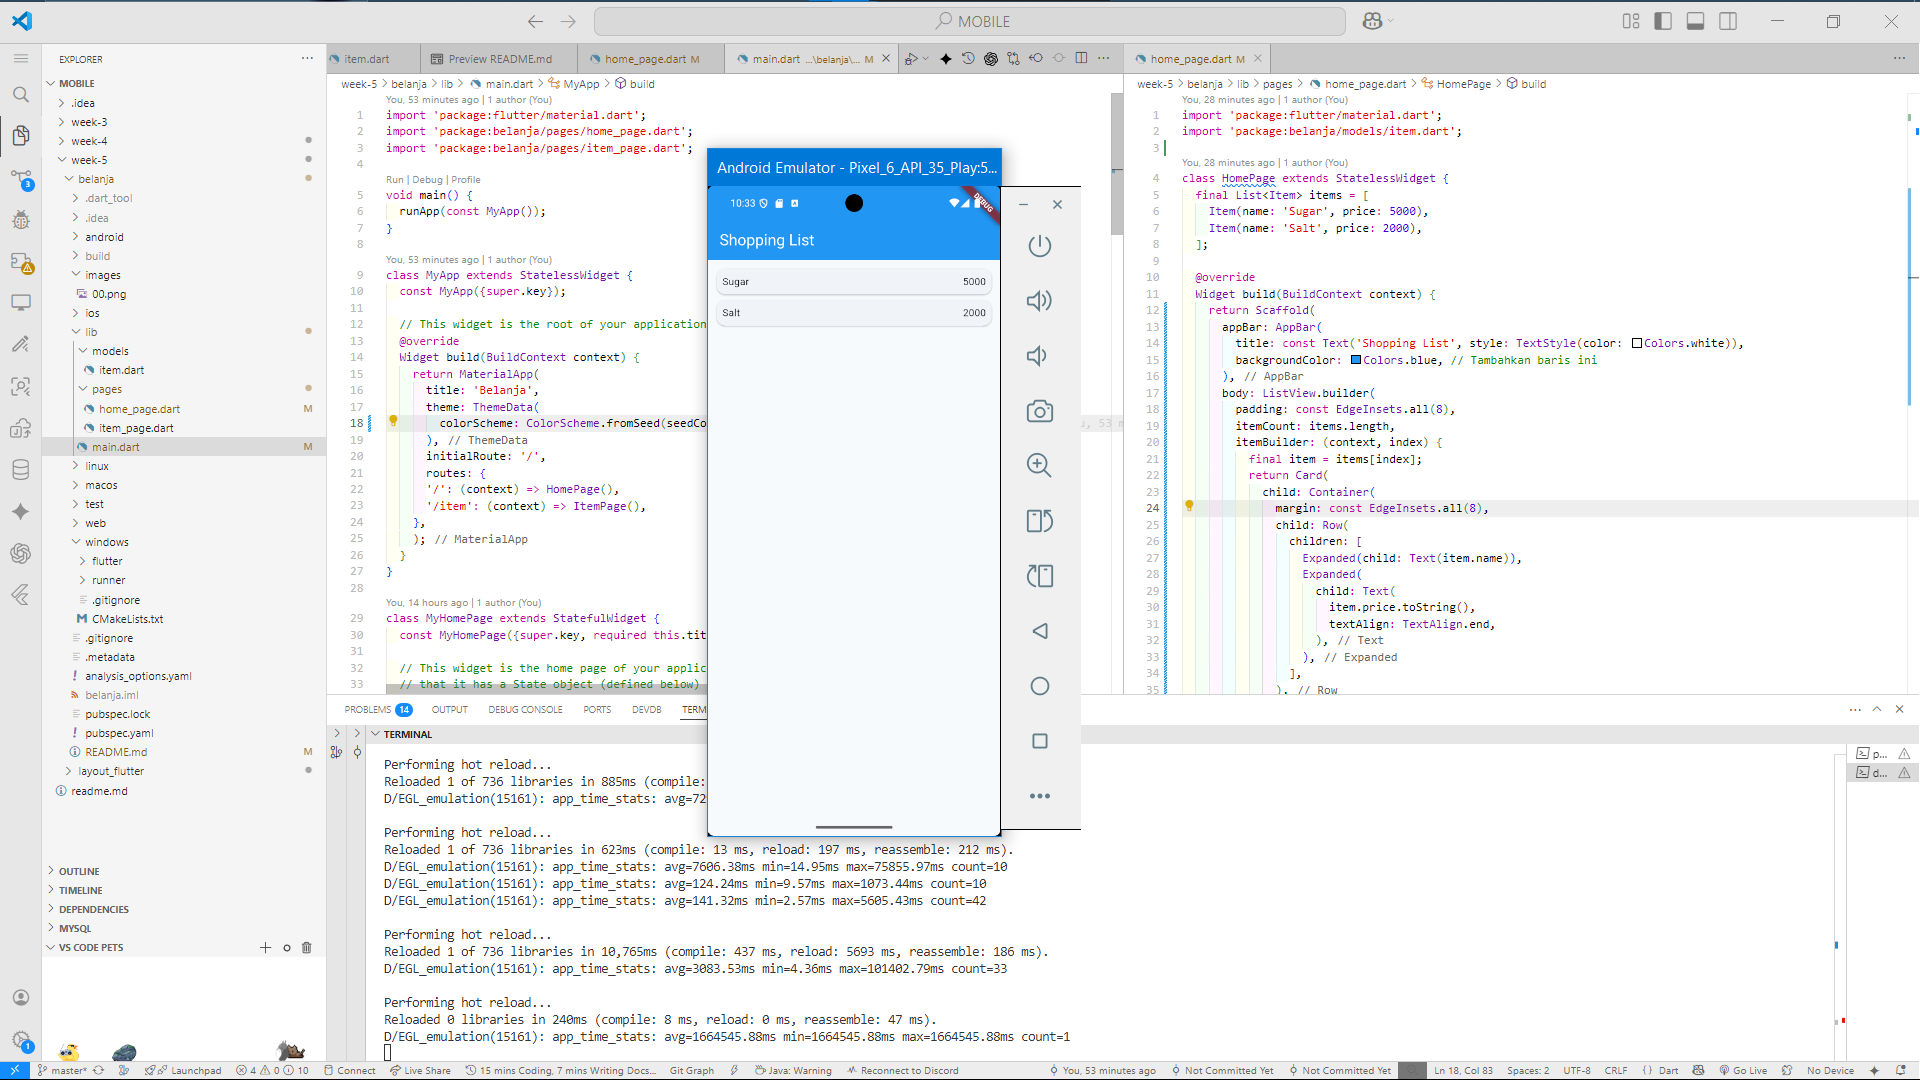 MOBILE
EXPLORER
MOBILE
.idea
week-3
week-4
week-5
belanja
.dart_tool
.idea
android
build
images
00.png
ios
lib
models
item.dart
pages
home_page.dart M
item_page.dart
main.dart M
linux
macos
test
web
windows
flutter
runner
.gitignore
CMakeLists.txt
.gitignore
.metadata
analysis_options.yaml
belanja.iml
pubspec.lock
pubspec.yaml
README.md M
layout_flutter
readme.md
OUTLINE
TIMELINE
DEPENDENCIES
MYSQL
VS CODE PETS
item.dart
Preview README.md
home_page.dart M
main.dart ...\belanja\... M
week-5 > belanja > lib > main.dart > MyApp > build
You, 53 minutes ago | 1 author (You)
1 import 'package:flutter/material.dart';
2 import 'package:belanja/pages/home_page.dart';
3 import 'package:belanja/pages/item_page.dart';
4
Run | Debug | Profile
5 void main() {
6 runApp(const MyApp());
7 }
8
You, 53 minutes ago | 1 author (You)
9 class MyApp extends StatelessWidget {
10 const MyApp({super.key});
11
12 // This widget is the root of your application
13 @override
14 Widget build(BuildContext context) {
15 return MaterialApp(
16 title: 'Belanja',
17 theme: ThemeData(
18 colorScheme: ColorScheme.fromSeed(seedCo
19 ), // ThemeData
20 initialRoute: '/',
21 routes: {
22 '/': (context) => HomePage(),
23 '/item': (context) => ItemPage(),
24 },
25 ); // MaterialApp
26 }
27 }
28
You, 14 hours ago | 1 author (You)
29 class MyHomePage extends StatefulWidget {
30 const MyHomePage({super.key, required this.tit
31
32 // This widget is the home page of your applic
33 // that it has a State object (defined below)
Android Emulator - Pixel_6_API_35_Play:5...
10:33
DEBUG
Shopping List
Sugar 5000
Salt 2000
home_page.dart M
week-5 > belanja > lib > pages > home_page.dart > HomePage > build
You, 28 minutes ago | 1 author (You)
1 import 'package:flutter/material.dart';
2 import 'package:belanja/models/item.dart';
3
You, 28 minutes ago | 1 author (You)
4 class HomePage extends StatelessWidget {
5 final List<Item> items = [
6 Item(name: 'Sugar', price: 5000),
7 Item(name: 'Salt', price: 2000),
8 ];
9
10 @override
11 Widget build(BuildContext context) {
12 return Scaffold(
13 appBar: AppBar(
14 title: const Text('Shopping List', style: TextStyle(color: Colors.white)),
15 backgroundColor: Colors.blue, // Tambahkan baris ini
16 ), // AppBar
17 body: ListView.builder(
18 padding: const EdgeInsets.all(8),
19 itemCount: items.length,
20 itemBuilder: (context, index) {
21 final item = items[index];
22 return Card(
23 child: Container(
24 margin: const EdgeInsets.all(8),
25 child: Row(
26 children: [
27 Expanded(child: Text(item.name)),
28 Expanded(
29 child: Text(
30 item.price.toString(),
31 textAlign: TextAlign.end,
32 ), // Text
33 ), // Expanded
34 ],
35 ), // Row
PROBLEMS 14 OUTPUT DEBUG CONSOLE PORTS DEVDB TERM
TERMINAL
Performing hot reload...
Reloaded 1 of 736 libraries in 885ms (compile:
D/EGL_emulation(15161): app_time_stats: avg=72
Performing hot reload...
Reloaded 1 of 736 libraries in 623ms (compile: 13 ms, reload: 197 ms, reassemble: 212 ms).
D/EGL_emulation(15161): app_time_stats: avg=7606.38ms min=14.95ms max=75855.97ms count=10
D/EGL_emulation(15161): app_time_stats: avg=124.24ms min=9.57ms max=1073.44ms count=10
D/EGL_emulation(15161): app_time_stats: avg=141.32ms min=2.57ms max=5605.43ms count=42
Performing hot reload...
Reloaded 1 of 736 libraries in 10,765ms (compile: 437 ms, reload: 5693 ms, reassemble: 186 ms).
D/EGL_emulation(15161): app_time_stats: avg=3083.53ms min=4.36ms max=101402.79ms count=33
Performing hot reload...
Reloaded 0 libraries in 240ms (compile: 8 ms, reload: 0 ms, reassemble: 47 ms).
D/EGL_emulation(15161): app_time_stats: avg=1664545.88ms min=1664545.88ms max=1664545.88ms count=1
p...
d...
master* Launchpad 4 0 10 Connect Live Share 15 mins Coding, 7 mins Writing Docs... Git Graph Java: Warning Reconnect to Discord You, 53 minutes ago Not Committed Yet Not Committed Yet Ln 18, Col 83 Spaces: 2 UTF-8 CRLF { } Dart Go Live No Device